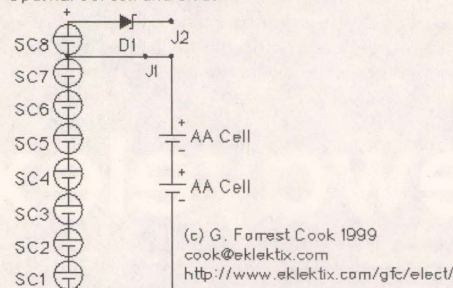 +
SC8
D1
J2
SC7
J1
SC6
+
SC5
AA Cell
-
SC4
+
AA Cell
-
SC3
SC2
(c) G. Forrest Cook 1999
cook@eklektix.com
SC1
http://www.eklektix.com/gfc/elect/